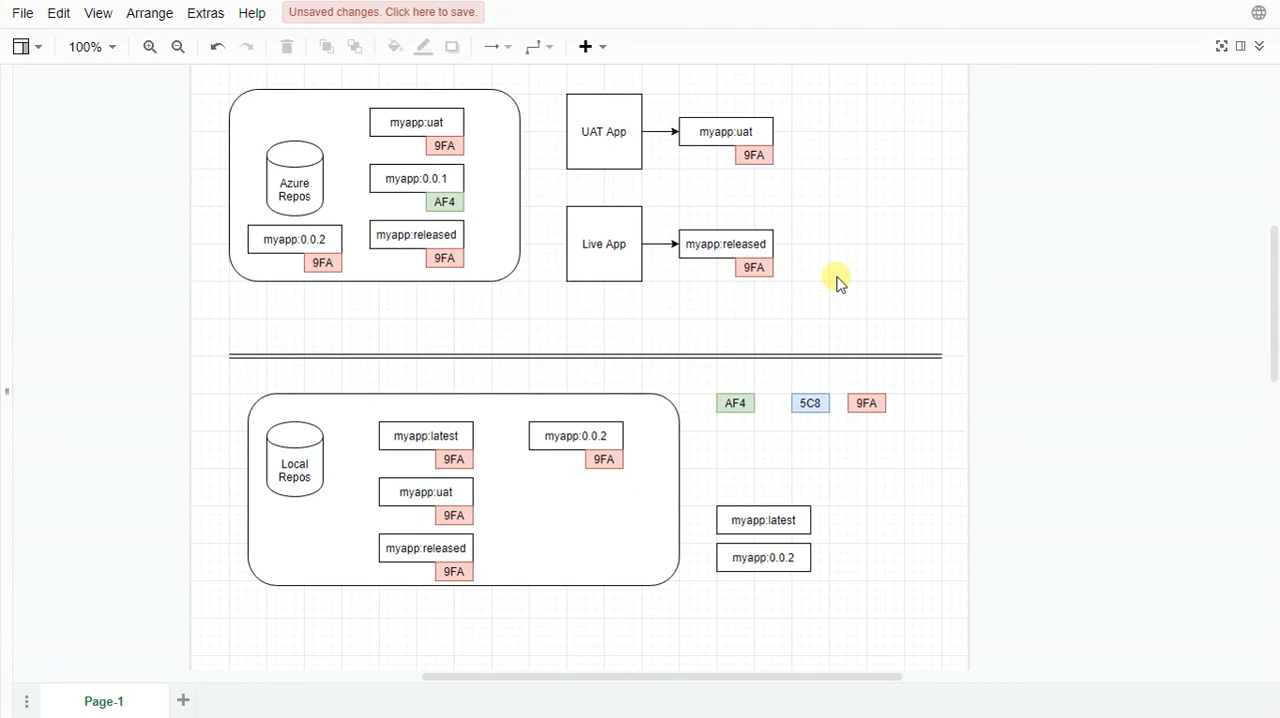 File Edit View Arrange Extras Help Unsaved changes. Click here to save.
100%
myapp:uat
9FA
Azure
Repos
myapp:0.0.1
AF4
myapp:0.0.2
9FA
myapp:released
9FA
UAT App
myapp:uat
9FA
Live App
myapp:released
9FA
Local
Repos
myapp:latest
9FA
myapp:uat
9FA
myapp:released
9FA
myapp:0.0.2
9FA
AF4 5C8 9FA
myapp:latest
myapp:0.0.2
Page-1